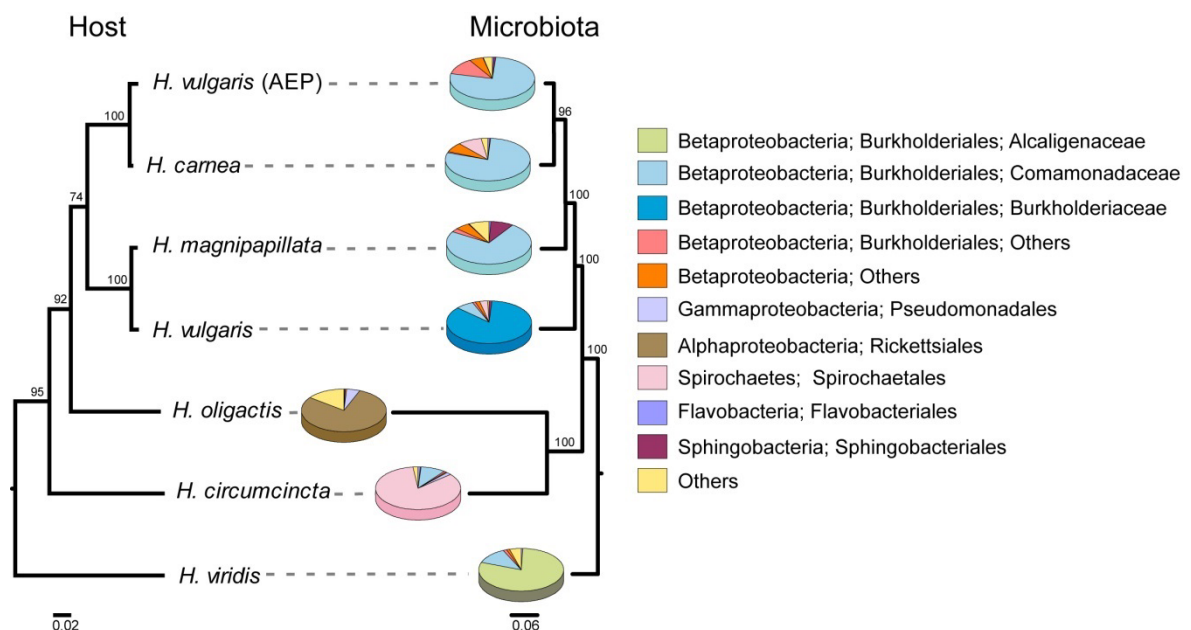 Host
Microbiota
H. vulgaris (AEP)
100
96
H. carnea
74
100
H. magnipapillata
100
100
H. vulgaris
92
100
H. oligactis
95
100
H. circumcincta
H. viridis
0.02
0.06
Betaproteobacteria; Burkholderiales; Alcaligenaceae
Betaproteobacteria; Burkholderiales; Comamonadaceae
Betaproteobacteria; Burkholderiales; Burkholderiaceae
Betaproteobacteria; Burkholderiales; Others
Betaproteobacteria; Others
Gammaproteobacteria; Pseudomonadales
Alphaproteobacteria; Rickettsiales
Spirochaetes; Spirochaetales
Flavobacteria; Flavobacteriales
Sphingobacteria; Sphingobacteriales
Others